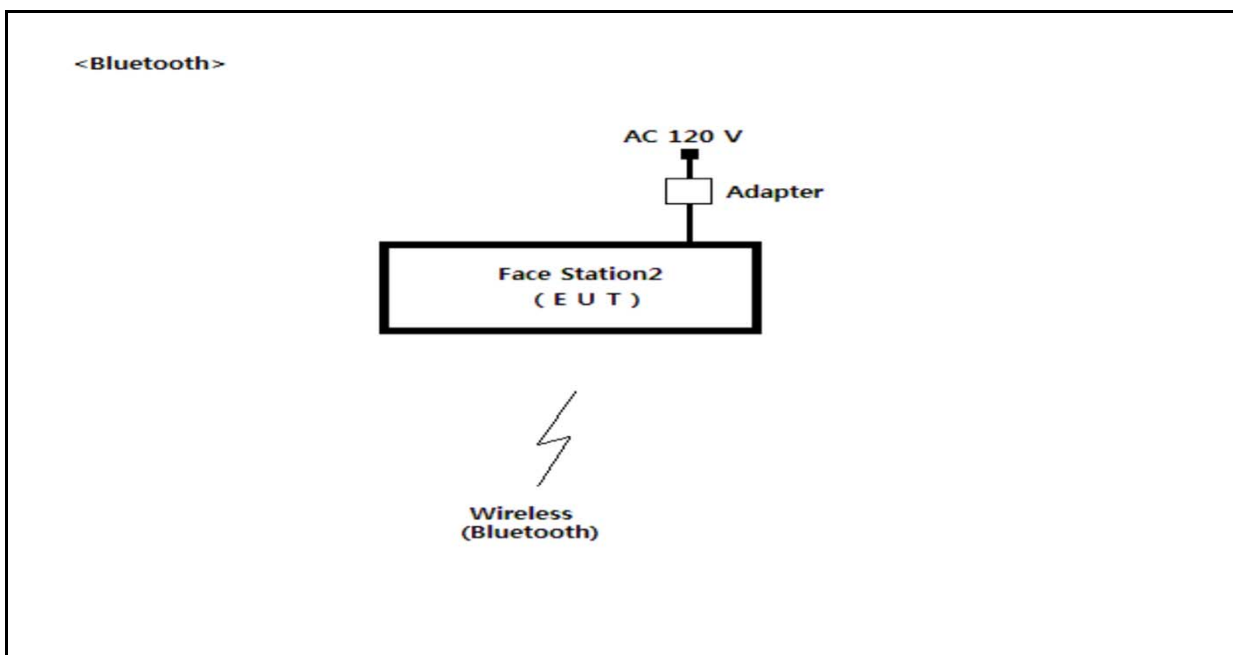 <Bluetooth>
AC 120 V
Adapter
Face Station2
( E U T )
Wireless
(Bluetooth)